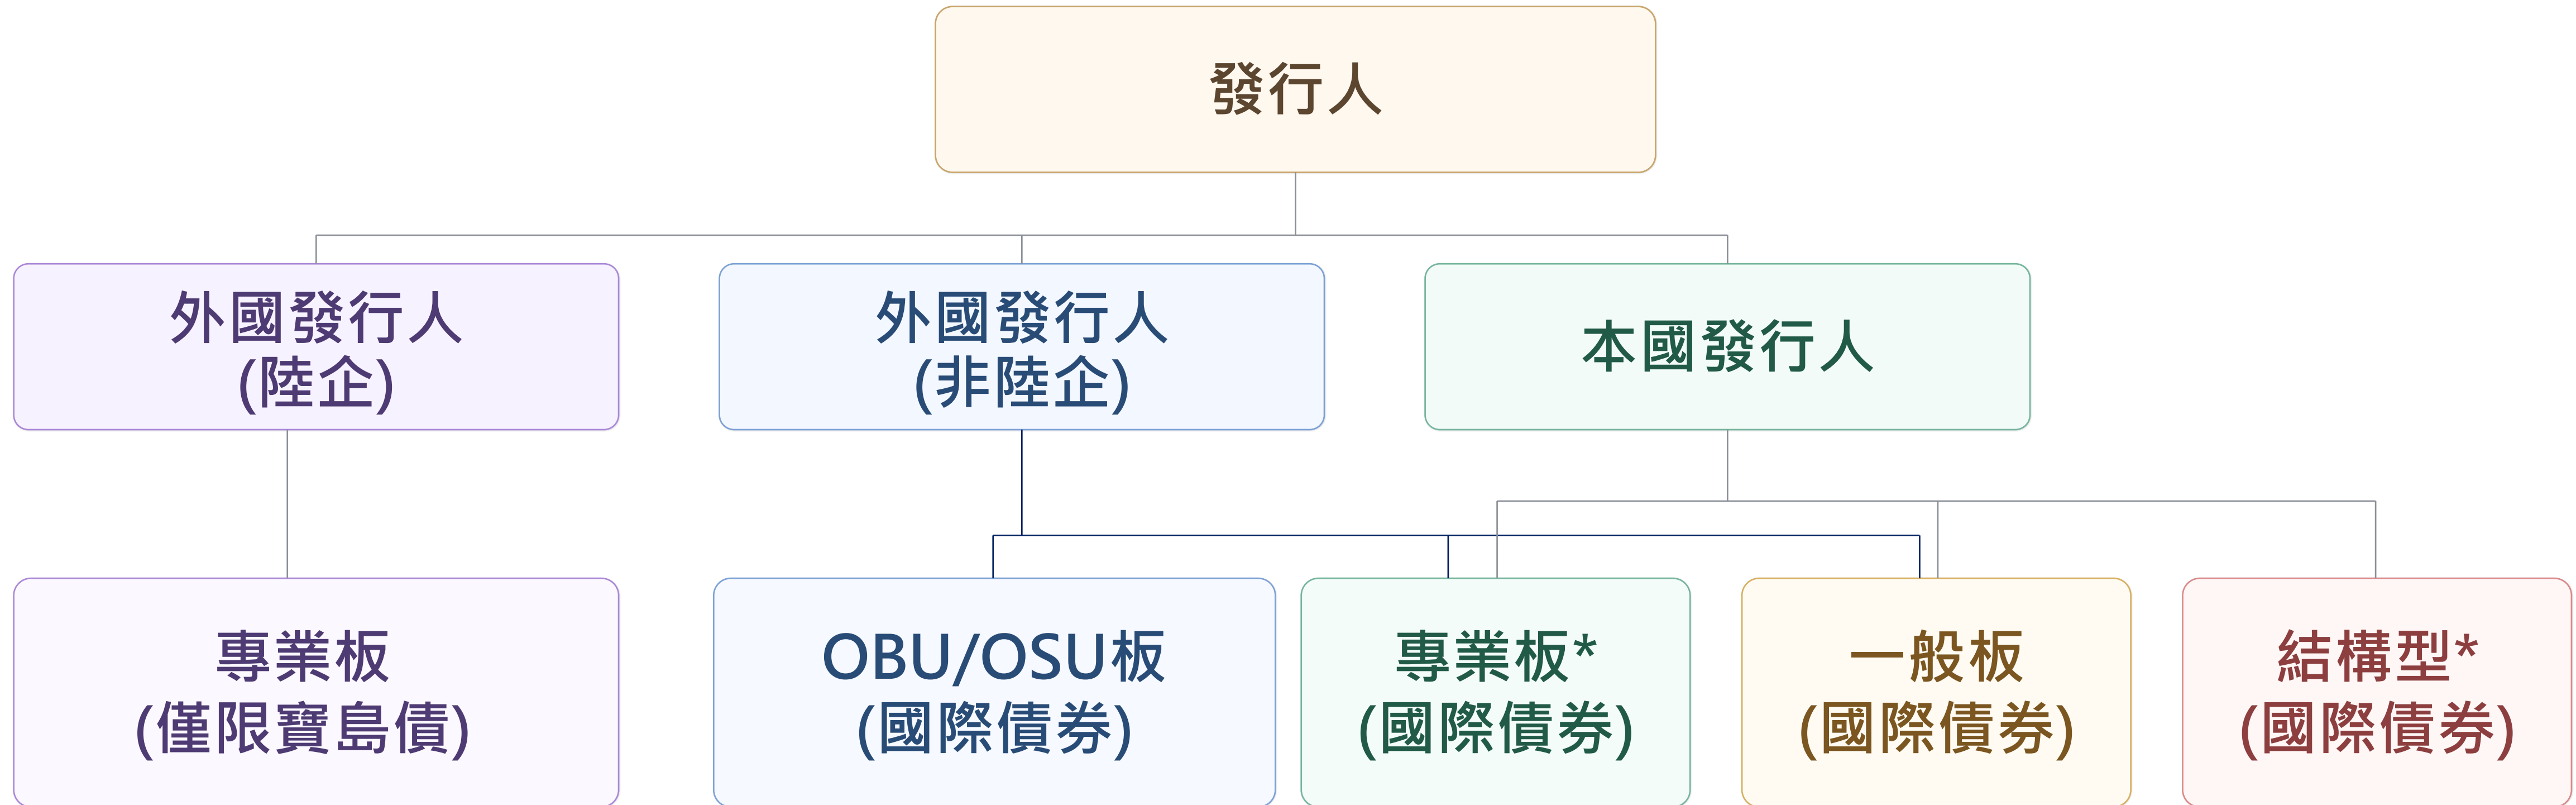 發行人
外國發行人
(陸企)
外國發行人
(非陸企)
本國發行人
專業板
(僅限寶島債)
OBU/OSU板
(國際債券)
專業板*
(國際債券)
一般板
(國際債券)
結構型*
(國際債券)